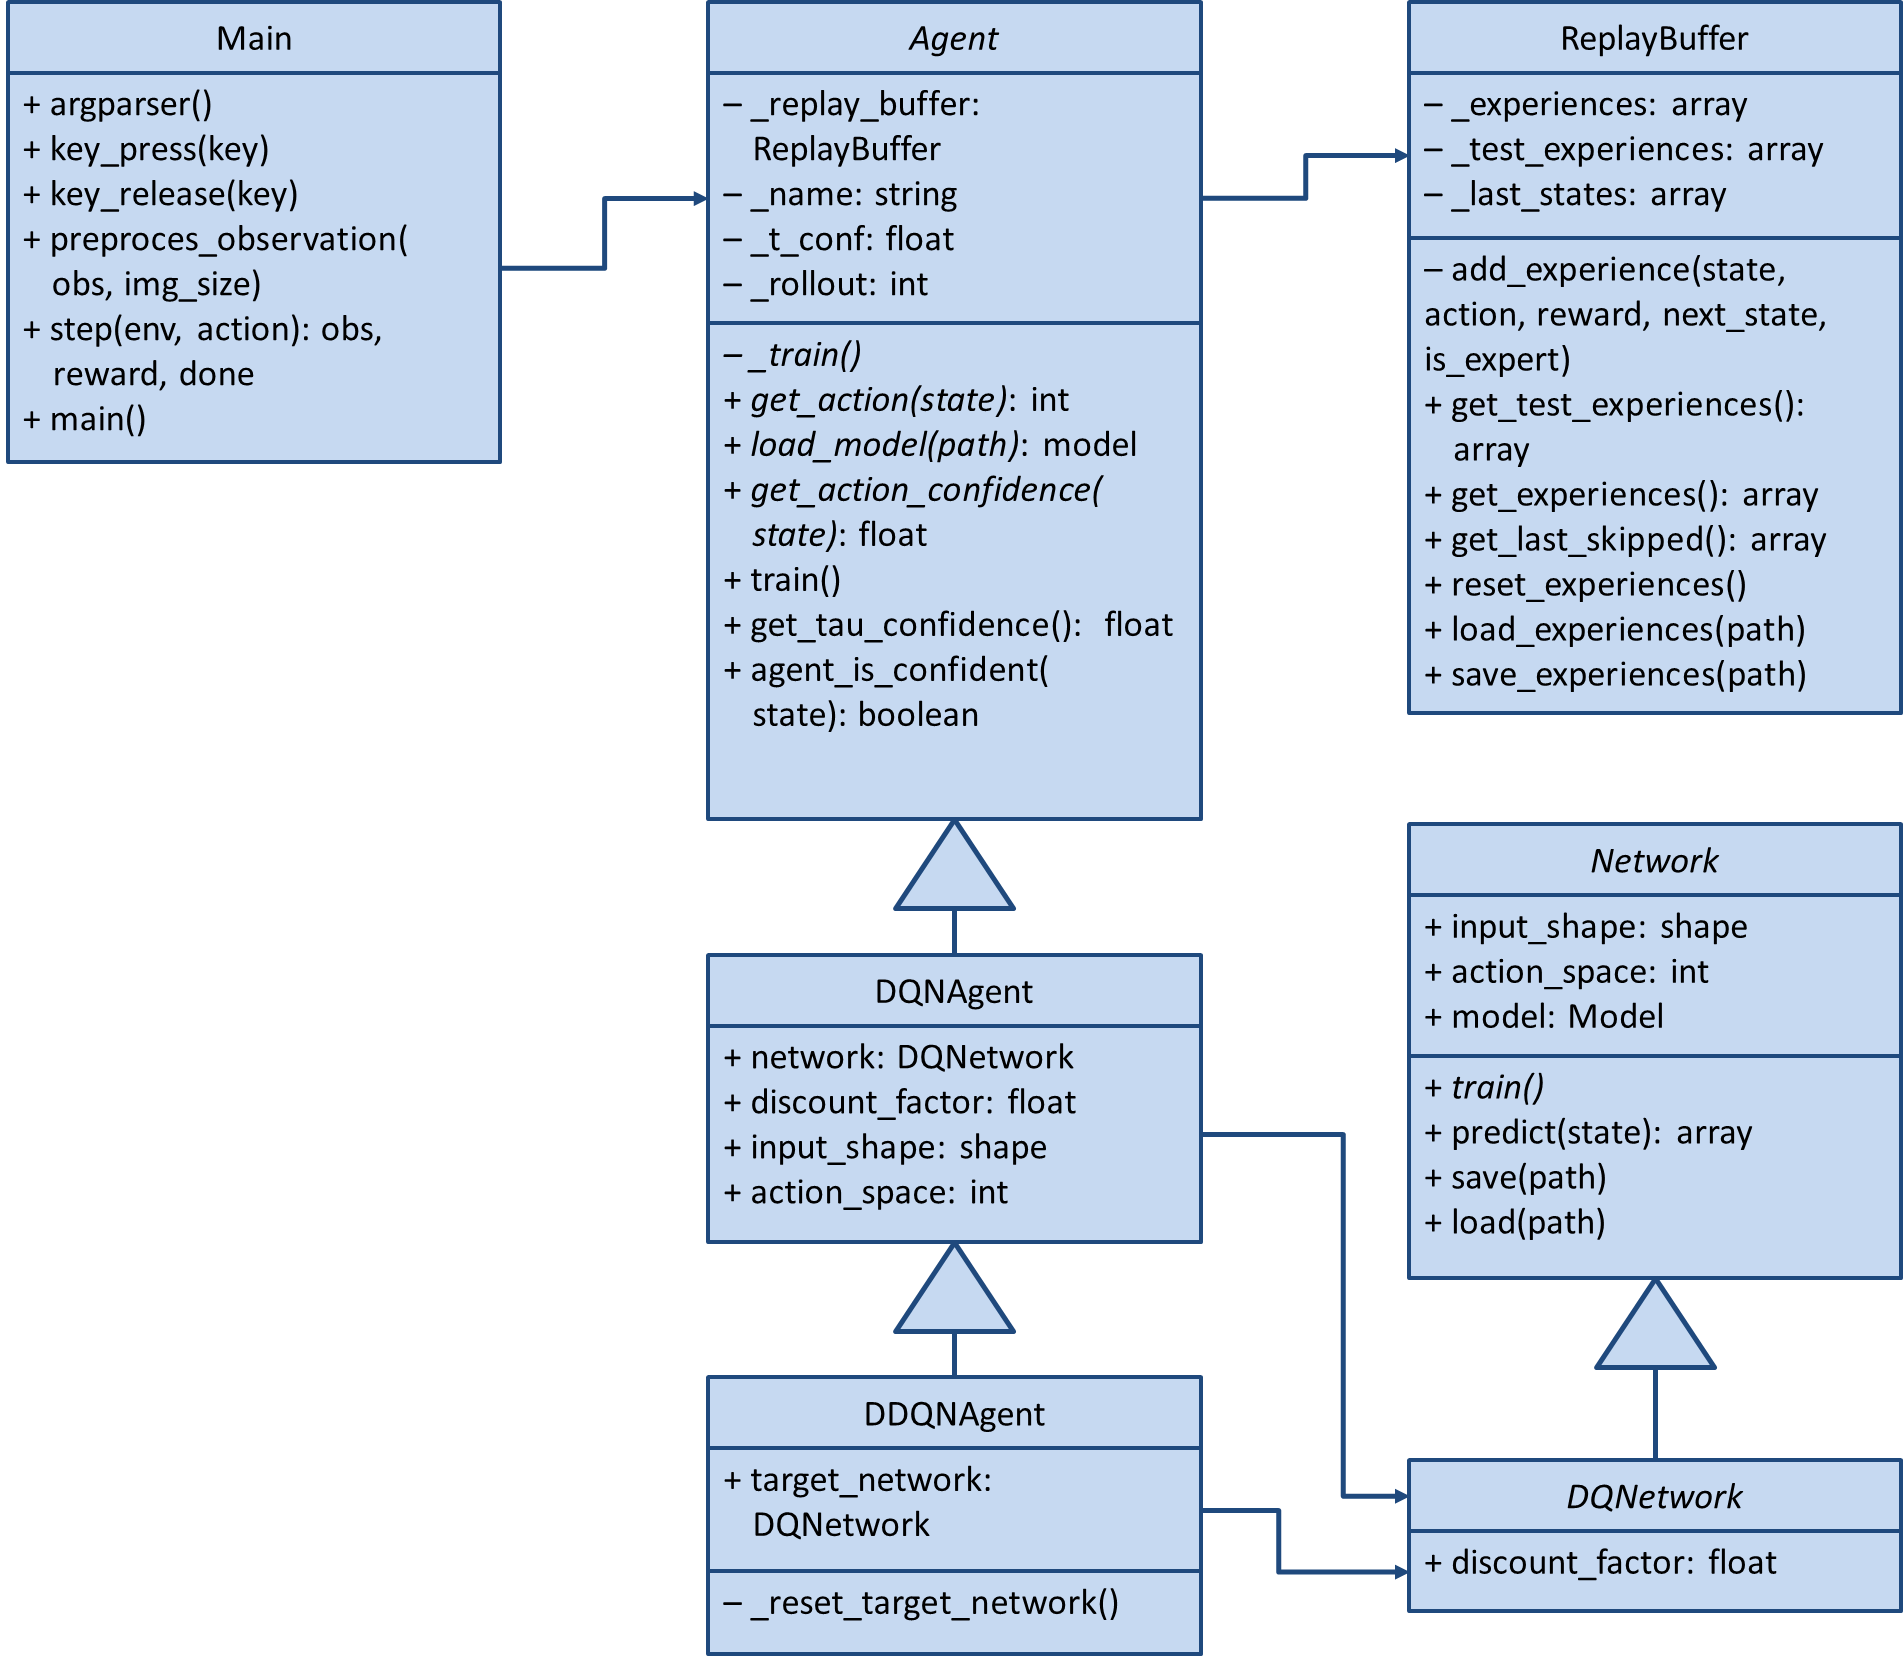 Main
+ argparser()
+ key_press(key)
+ key_release(key)
+ preproces_observation(
obs, img_size)
+ step(env, action): obs,
reward, done
+ main()
Agent
– _replay_buffer:
ReplayBuffer
– _name: string
– _t_conf: float
– _rollout: int
– _train()
+ get_action(state): int
+ load_model(path): model
+ get_action_confidence(
state): float
+ train()
+ get_tau_confidence(): float
+ agent_is_confident(
state): boolean
ReplayBuffer
– _experiences: array
– _test_experiences: array
– _last_states: array
– add_experience(state,
action, reward, next_state,
is_expert)
+ get_test_experiences():
array
+ get_experiences(): array
+ get_last_skipped(): array
+ reset_experiences()
+ load_experiences(path)
+ save_experiences(path)
DQNAgent
+ network: DQNetwork
+ discount_factor: float
+ input_shape: shape
+ action_space: int
Network
+ input_shape: shape
+ action_space: int
+ model: Model
+ train()
+ predict(state): array
+ save(path)
+ load(path)
DDQNAgent
+ target_network:
DQNetwork
– _reset_target_network()
DQNetwork
+ discount_factor: float